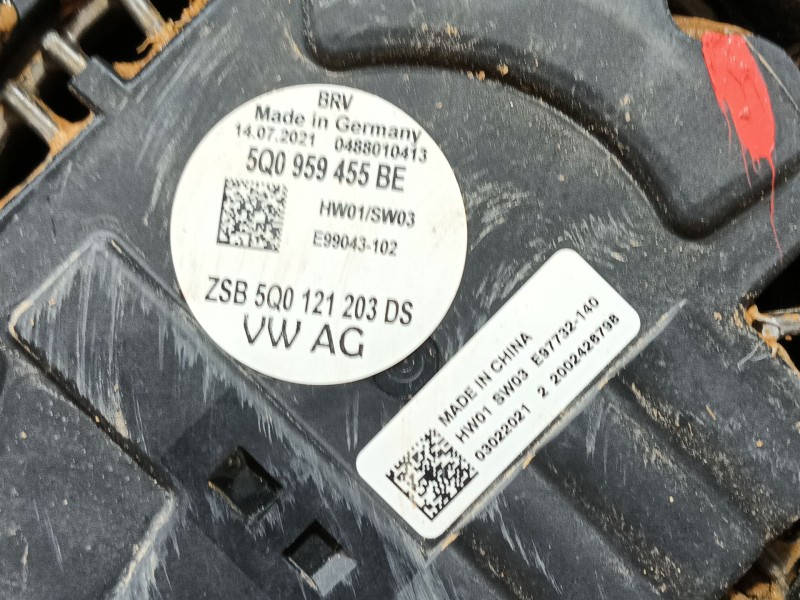 BRV
Made in Germany
14.07.2021 0488010413
5Q0 959 455 BE
HW01/SW03
E99043-102
ZSB 5Q0 121 203 DS
VW AG
MADE IN CHINA
HW01 SW03 E97732-140
03022021 2 2002426798